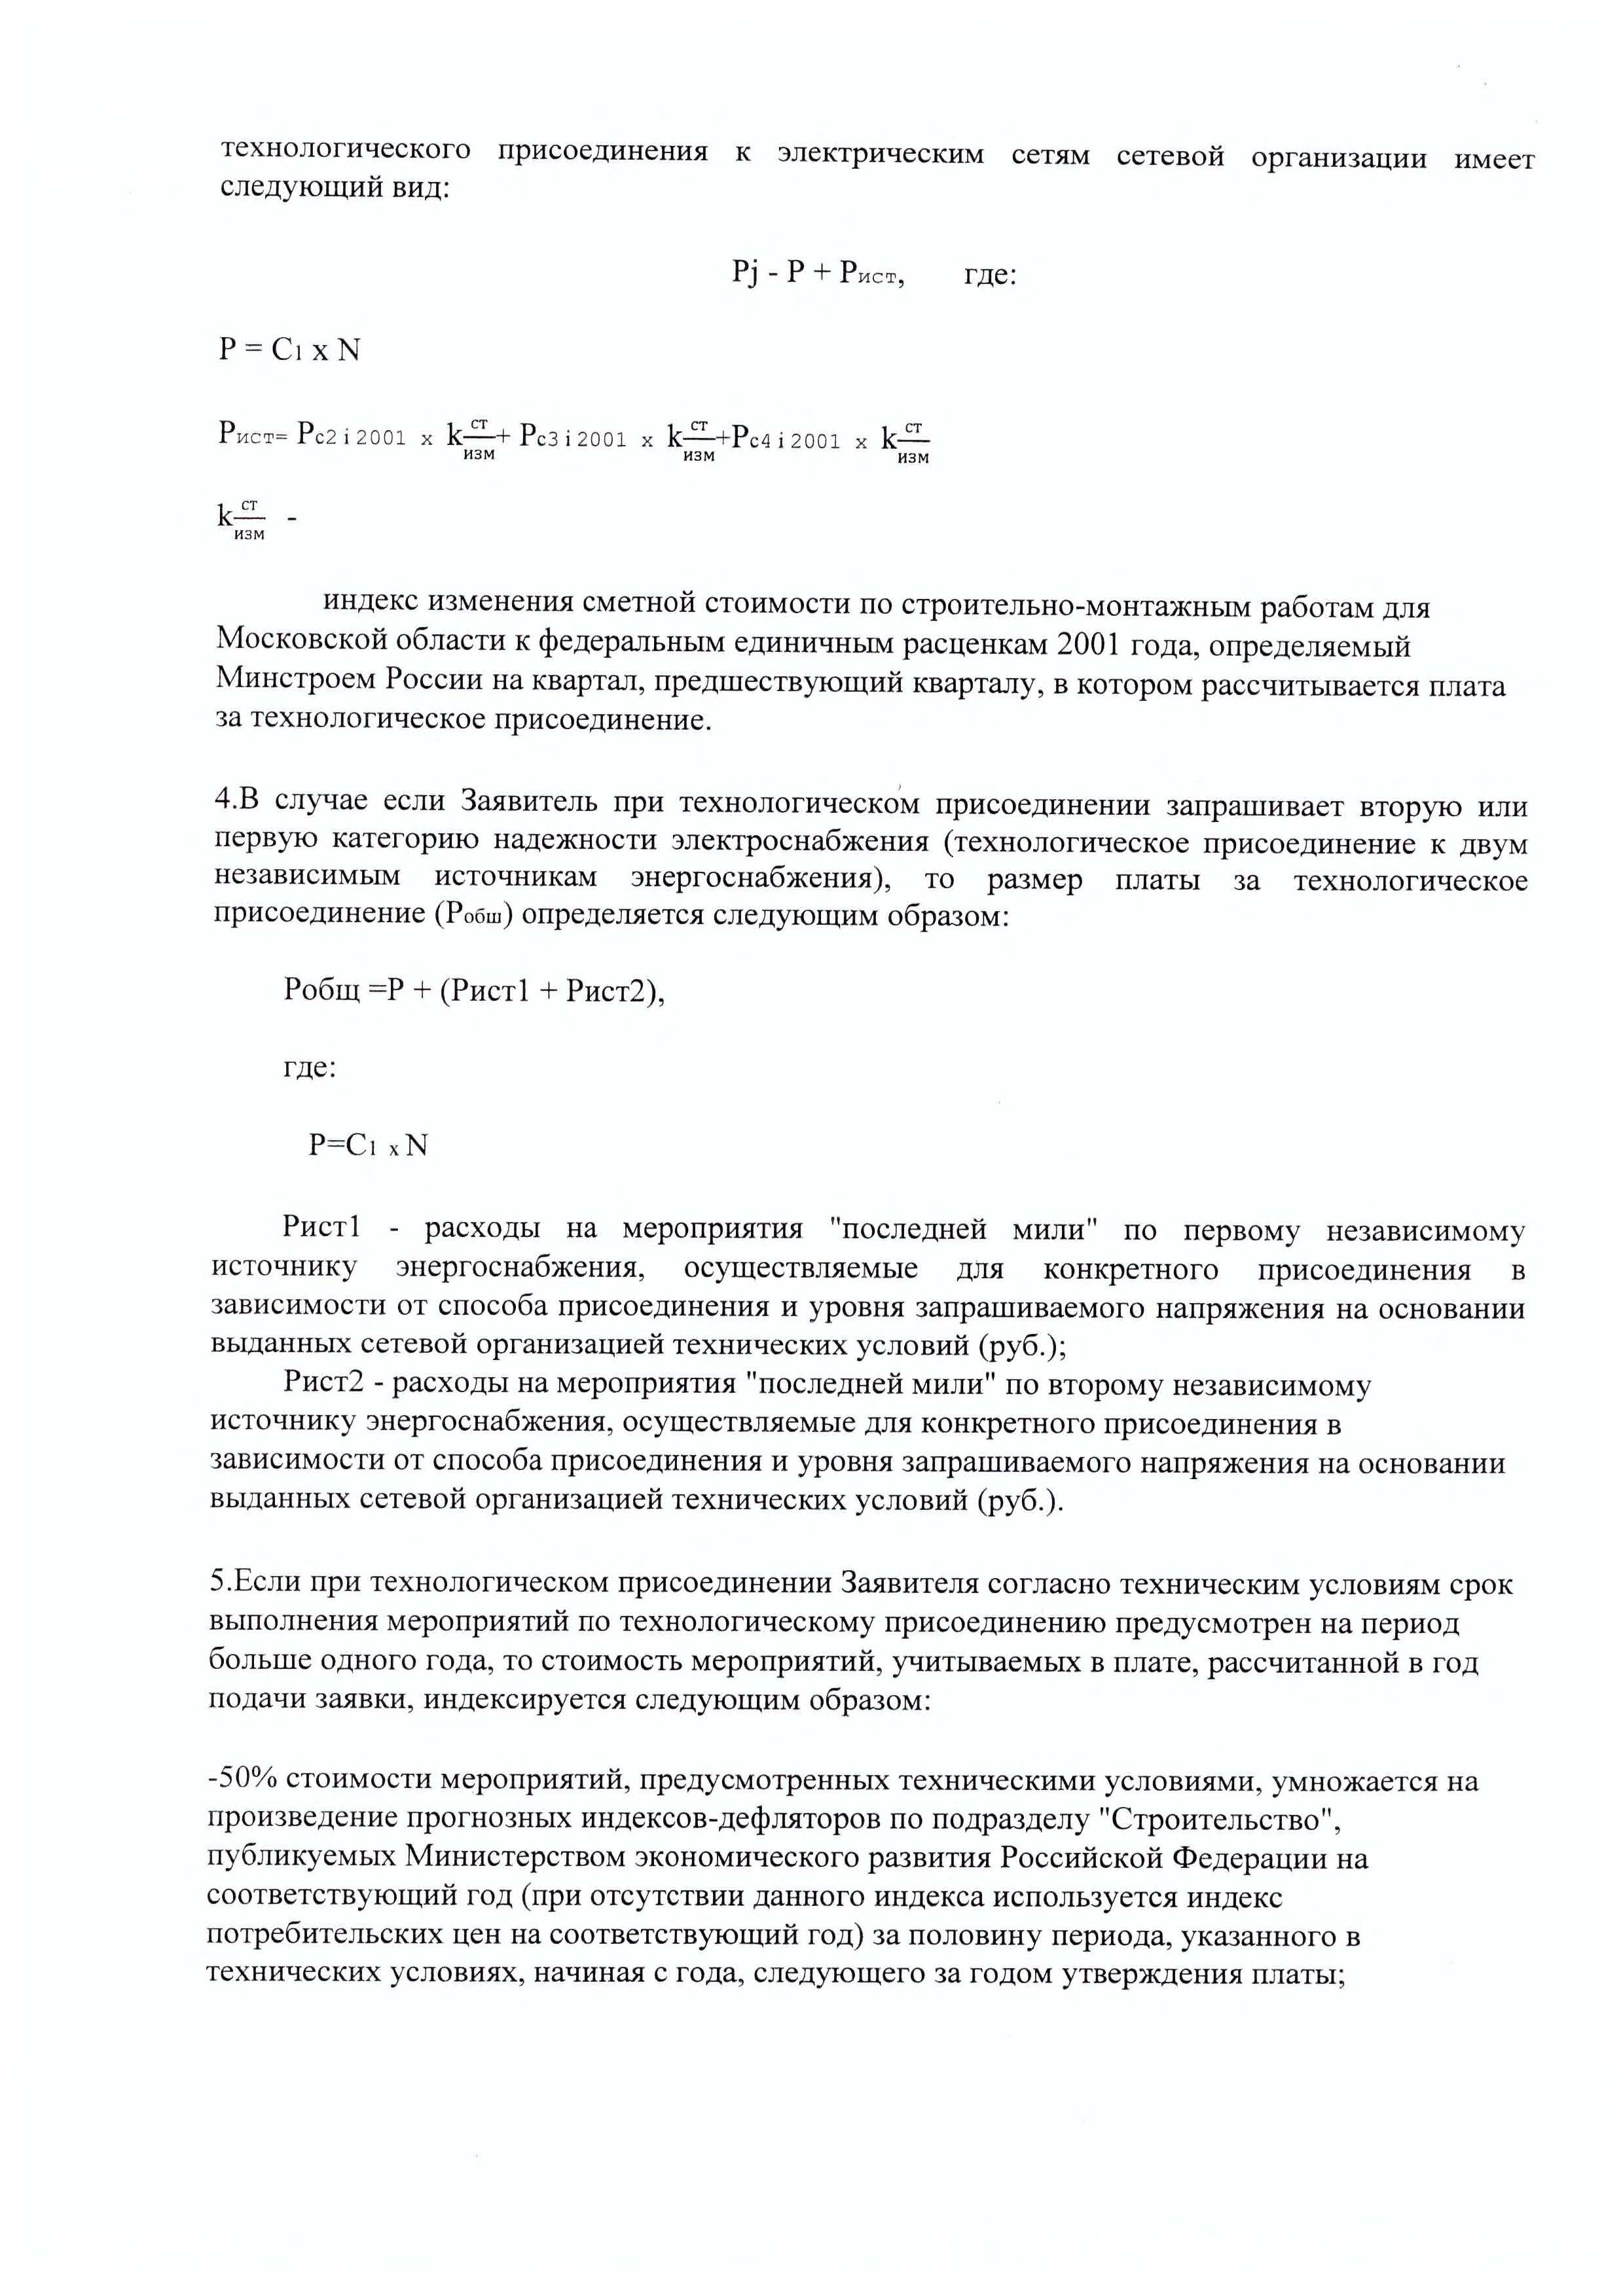 технологического присоединения к электрическим сетям сетевой организации имеет
следующий вид:
Pj - P + Pист, где:
P = C1 x N
Pист= Pc2 i 2001 x k ст/изм + Pc3 i 2001 x k ст/изм +Pc4 i 2001 x k ст/изм
k ст/изм -
индекс изменения сметной стоимости по строительно-монтажным работам для
Московской области к федеральным единичным расценкам 2001 года, определяемый
Минстроем России на квартал, предшествующий кварталу, в котором рассчитывается плата
за технологическое присоединение.
4.В случае если Заявитель при технологическом присоединении запрашивает вторую или
первую категорию надежности электроснабжения (технологическое присоединение к двум
независимым источникам энергоснабжения), то размер платы за технологическое
присоединение (Робш) определяется следующим образом:
Робщ =Р + (Рист1 + Рист2),
где:
P=C1 x N
Рист1 - расходы на мероприятия "последней мили" по первому независимому
источнику энергоснабжения, осуществляемые для конкретного присоединения в
зависимости от способа присоединения и уровня запрашиваемого напряжения на основании
выданных сетевой организацией технических условий (руб.);
Рист2 - расходы на мероприятия "последней мили" по второму независимому
источнику энергоснабжения, осуществляемые для конкретного присоединения в
зависимости от способа присоединения и уровня запрашиваемого напряжения на основании
выданных сетевой организацией технических условий (руб.).
5.Если при технологическом присоединении Заявителя согласно техническим условиям срок
выполнения мероприятий по технологическому присоединению предусмотрен на период
больше одного года, то стоимость мероприятий, учитываемых в плате, рассчитанной в год
подачи заявки, индексируется следующим образом:
-50% стоимости мероприятий, предусмотренных техническими условиями, умножается на
произведение прогнозных индексов-дефляторов по подразделу "Строительство",
публикуемых Министерством экономического развития Российской Федерации на
соответствующий год (при отсутствии данного индекса используется индекс
потребительских цен на соответствующий год) за половину периода, указанного в
технических условиях, начиная с года, следующего за годом утверждения платы;